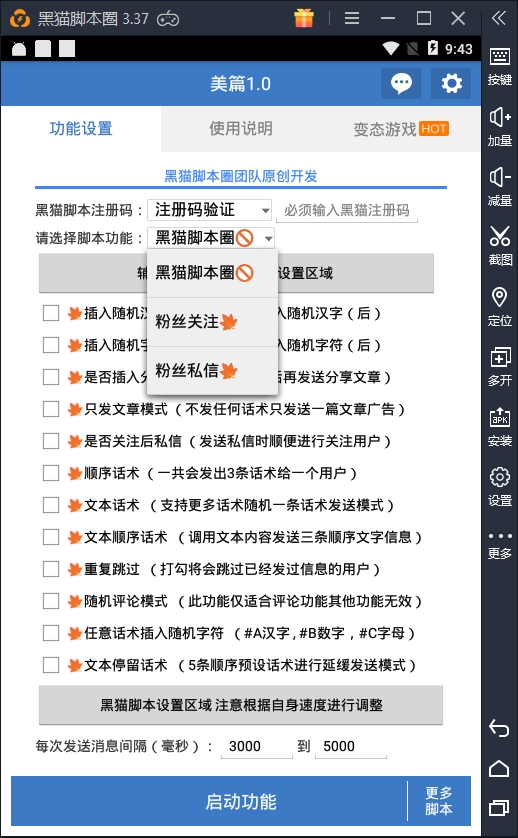 黑猫脚本圈 3.37
9:43
美篇1.0
功能设置 使用说明 变态游戏 HOT
黑猫脚本圈团队原创开发
黑猫脚本注册码： 注册码验证 必须输入黑猫注册码
请选择脚本功能： 黑猫脚本圈🚫
黑猫脚本圈🚫
粉丝关注🍁
粉丝私信🍁
辅 设置区域
🍁插入随机汉 入随机汉字（后）
🍁插入随机字 入随机字符（后）
🍁是否插入分 后再发送分享文章）
🍁只发文章模式（不发任何话术只发送一篇文章广告）
🍁是否关注后私信（发送私信时顺便进行关注用户）
🍁顺序话术（一共会发出3条话术给一个用户）
🍁文本话术（支持更多话术随机一条话术发送模式）
🍁文本顺序话术（调用文本内容发送三条顺序文字信息）
🍁重复跳过（打勾将会跳过已经发过信息的用户）
🍁随机评论模式（此功能仅适合评论功能其他功能无效）
🍁任意话术插入随机字符（#A汉字,#B数字，#C字母）
🍁文本停留话术（5条顺序预设话术进行延缓发送模式）
黑猫脚本设置区域 注意根据自身速度进行调整
每次发送消息间隔（毫秒）： 3000 到 5000
启动功能
更多
脚本
按键
加量
减量
截图
定位
多开
APK
安装
设置
更多